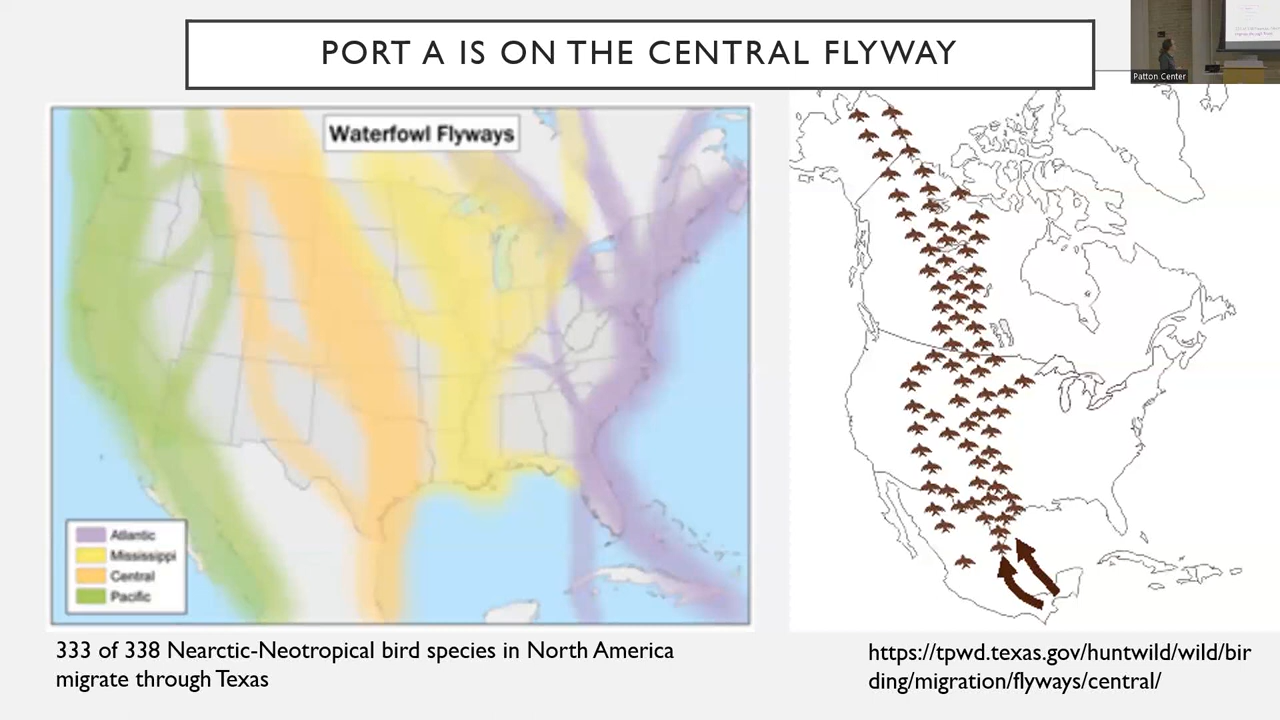 PORT A IS ON THE CENTRAL FLYWAY
Patton Center
Waterfowl Flyways
Atlantic
Mississippi
Central
Pacific
333 of 338 Nearctic-Neotropical bird species in North America
migrate through Texas
https://tpwd.texas.gov/huntwild/wild/bir
ding/migration/flyways/central/